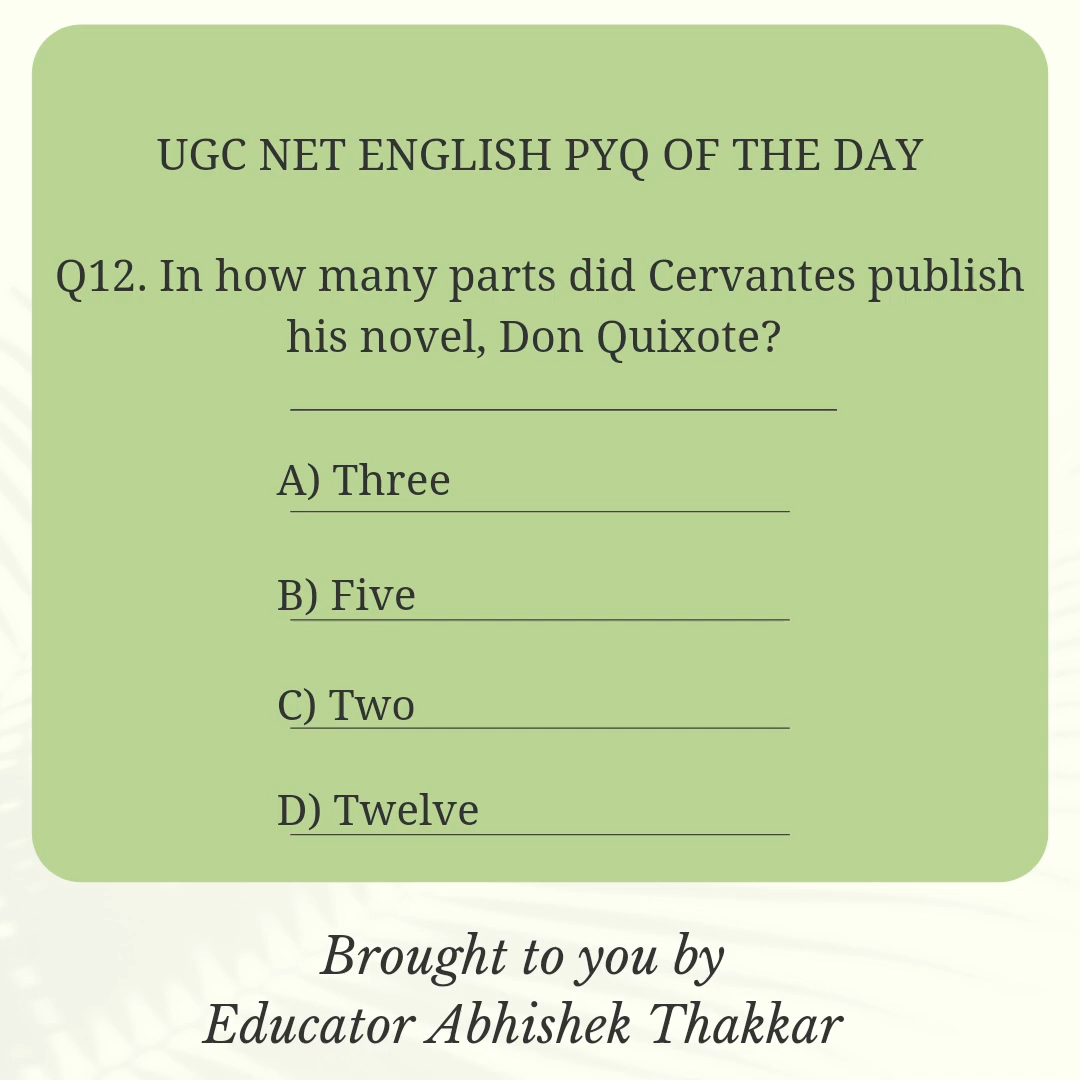 UGC NET ENGLISH PYQ OF THE DAY
Q12. In how many parts did Cervantes publish
his novel, Don Quixote?
A) Three
B) Five
C) Two
D) Twelve
Brought to you by
Educator Abhishek Thakkar